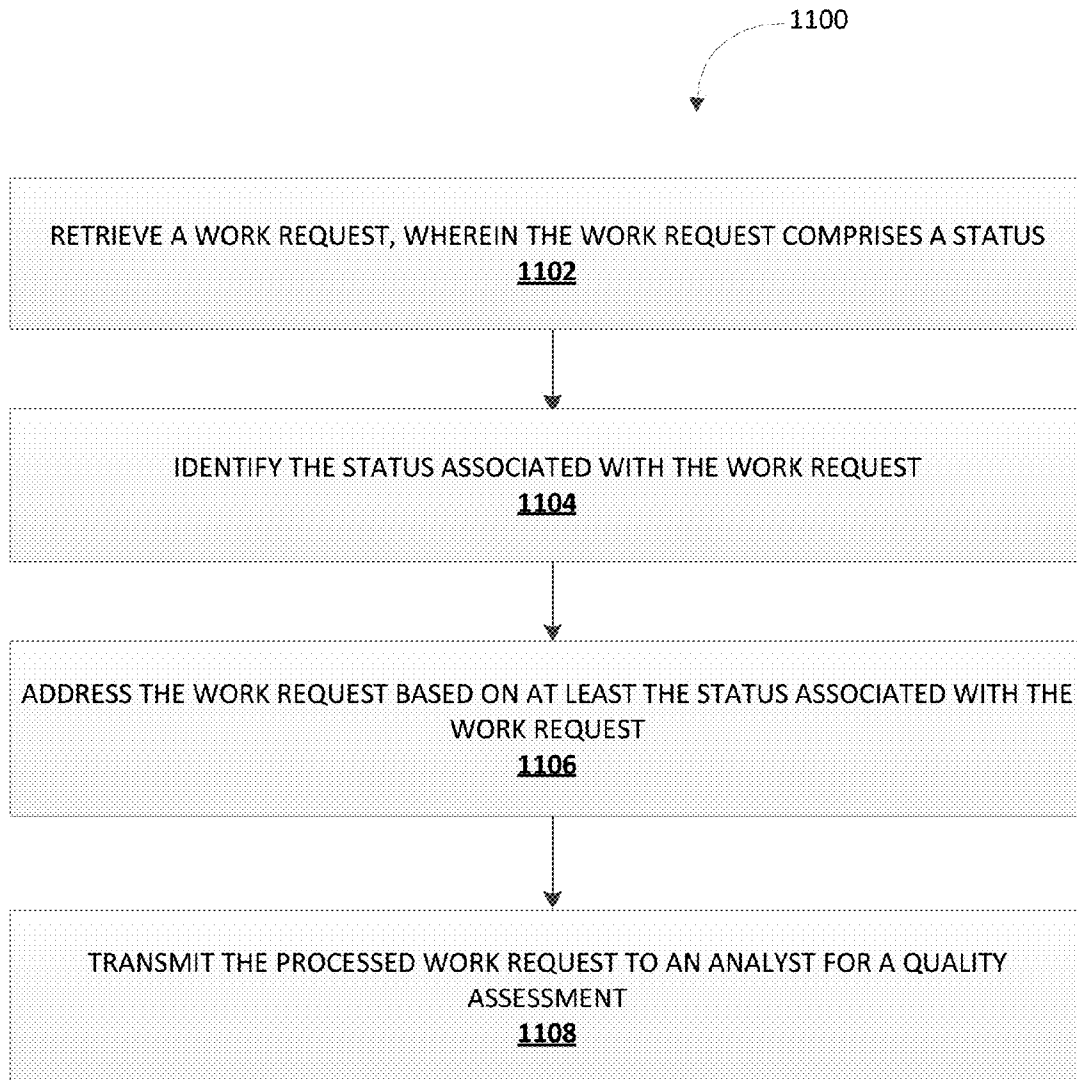 1100
RETRIEVE A WORK REQUEST, WHEREIN THE WORK REQUEST COMPRISES A STATUS
1102
IDENTIFY THE STATUS ASSOCIATED WITH THE WORK REQUEST
1104
ADDRESS THE WORK REQUEST BASED ON AT LEAST THE STATUS ASSOCIATED WITH THE
WORK REQUEST
1106
TRANSMIT THE PROCESSED WORK REQUEST TO AN ANALYST FOR A QUALITY
ASSESSMENT
1108